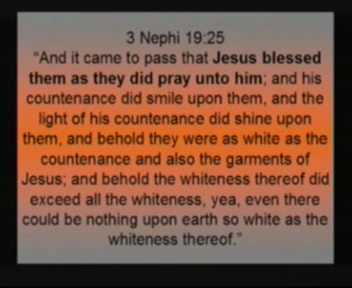 3 Nephi 19:25
“And it came to pass that Jesus blessed
them as they did pray unto him; and his
countenance did smile upon them, and the
light of his countenance did shine upon
them, and behold they were as white as the
countenance and also the garments of
Jesus; and behold the whiteness thereof did
exceed all the whiteness, yea, even there
could be nothing upon earth so white as the
whiteness thereof.”